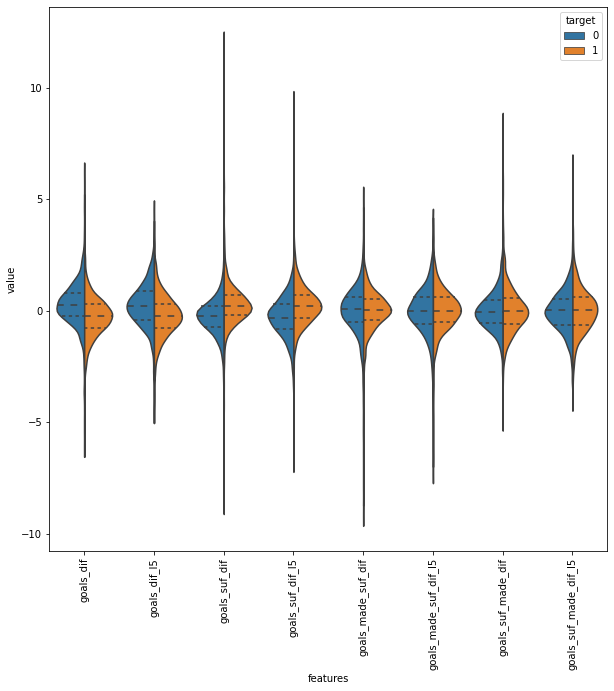 target
0
1
10
5
0
−5
−10
value
goals_dif
goals_dif_l5
goals_suf_dif
goals_suf_dif_l5
goals_made_suf_dif
goals_made_suf_dif_l5
goals_suf_made_dif
goals_suf_made_dif_l5
features